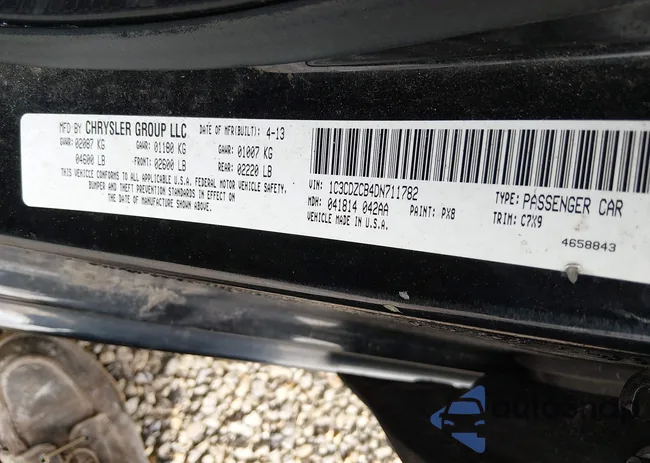 MFD BY CHRYSLER GROUP LLC DATE OF MFR(BUILT): 4-13
GVWR: 02087 KG GAWR: 01180 KG GAWR: 01007 KG
04600 LB FRONT: 02600 LB REAR: 02220 LB
THIS VEHICLE CONFORMS TO ALL APPLICABLE U.S.A. FEDERAL MOTOR VEHICLE SAFETY,
BUMPER AND THEFT PREVENTION STANDARDS IN EFFECT ON
THE DATE OF MANUFACTURE SHOWN ABOVE.
VIN: 1C3CDZCB4DN711782 TYPE: PASSENGER CAR
MDH: 041814 042AA PAINT: PX8 TRIM: C7X9
VEHICLE MADE IN U.S.A.
4658843
autosnap